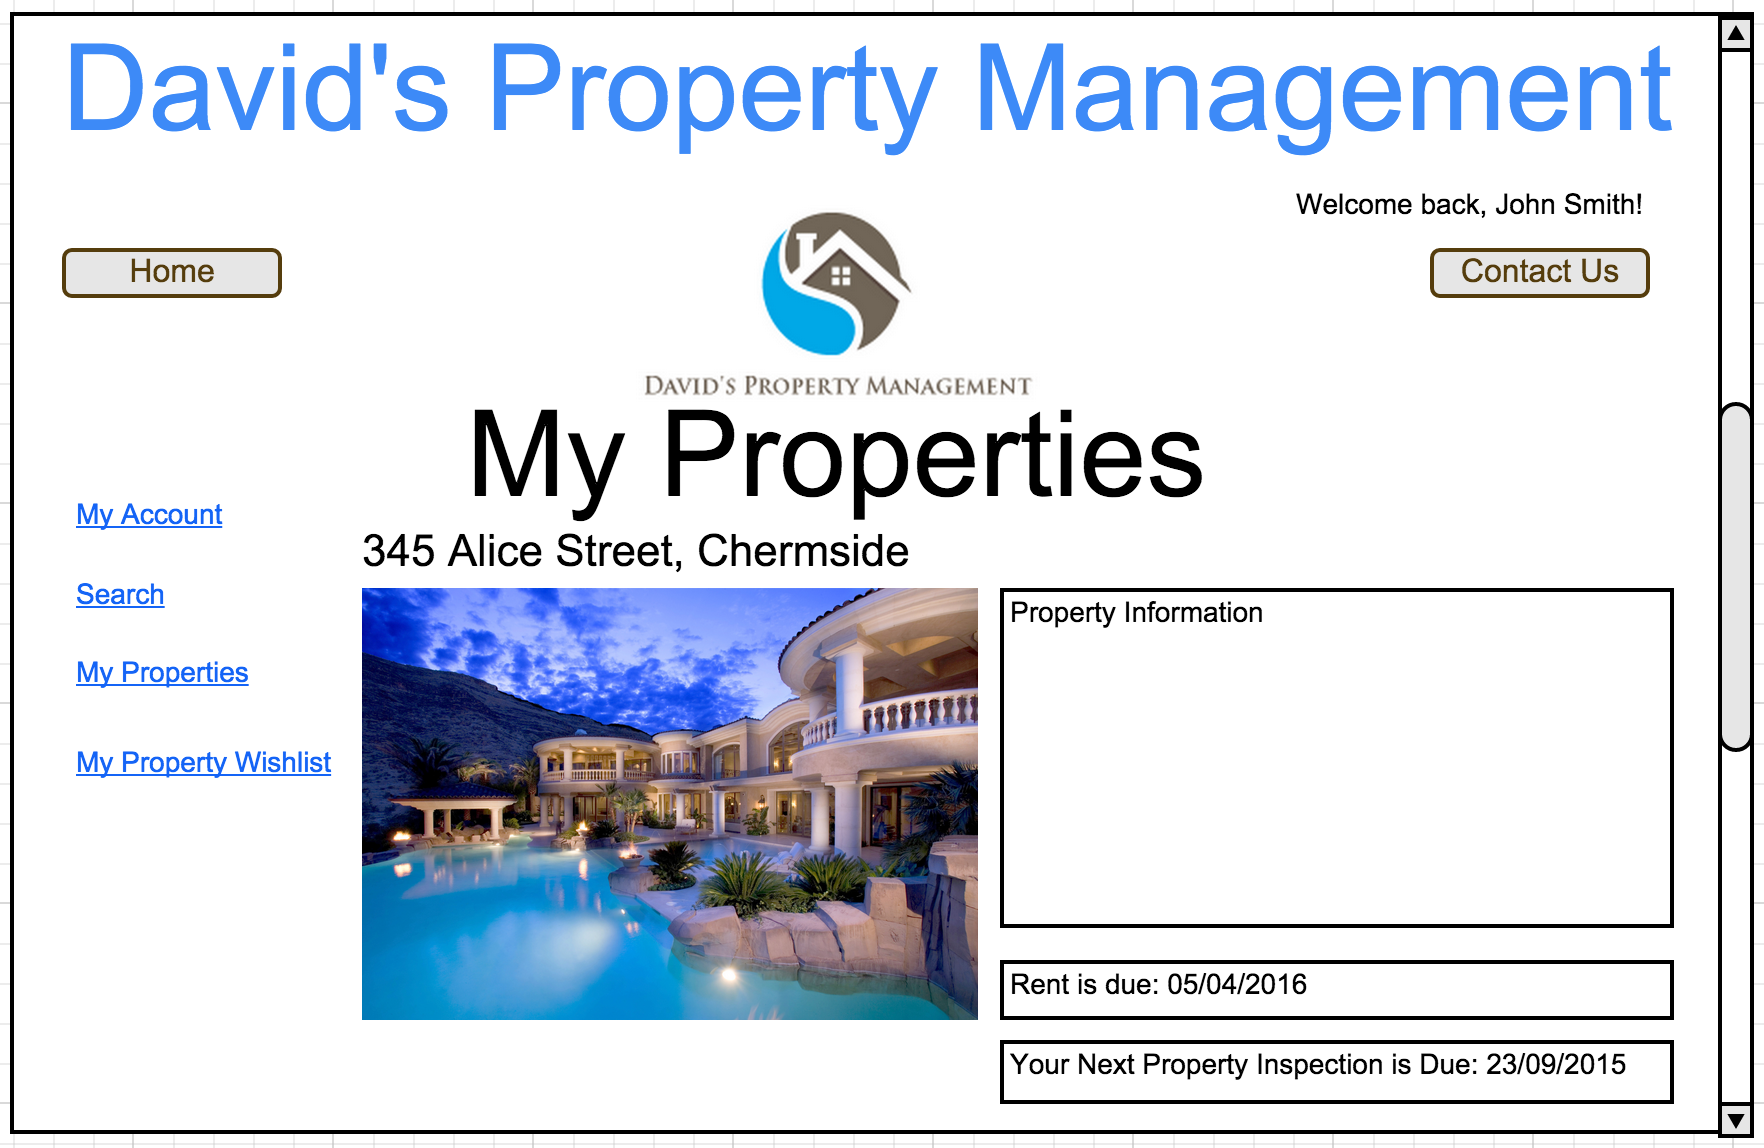 David's Property Management
Welcome back, John Smith!
Home
Contact Us
DAVID'S PROPERTY MANAGEMENT
My Properties
My Account
345 Alice Street, Chermside
Search
Property Information
My Properties
My Property Wishlist
Rent is due: 05/04/2016
Your Next Property Inspection is Due: 23/09/2015